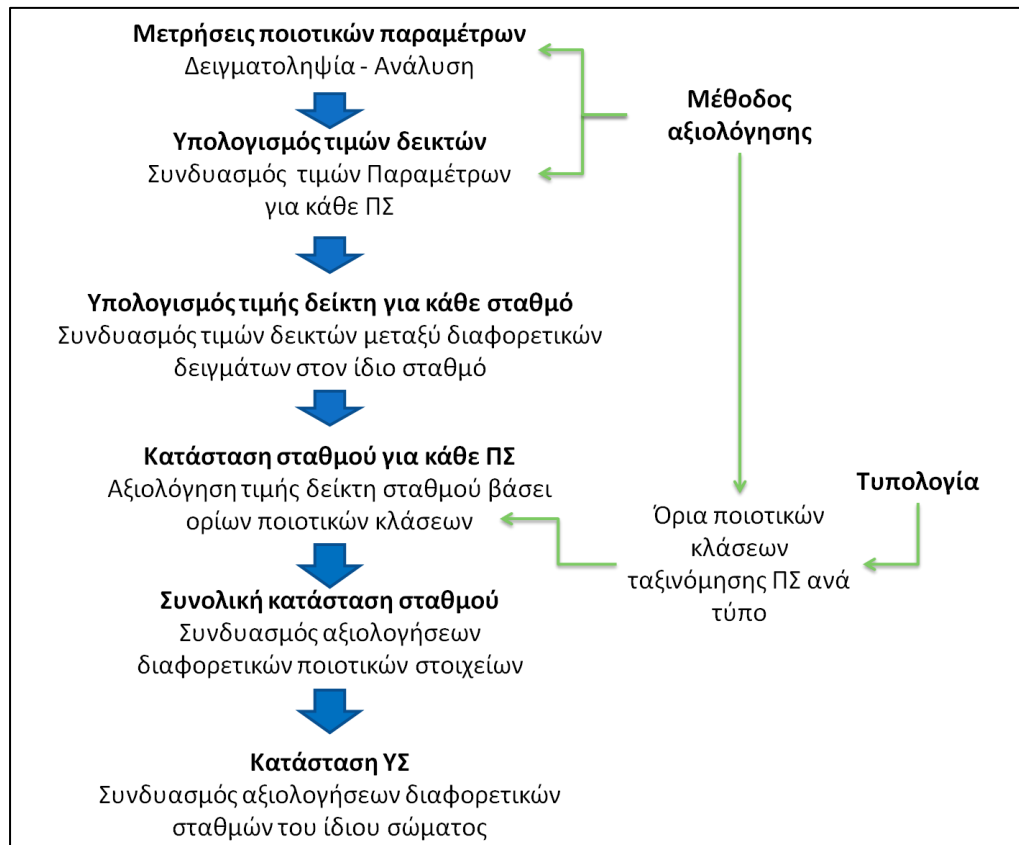 Μετρήσεις ποιοτικών παραμέτρων
Δειγματοληψία - Ανάλυση
Υπολογισμός τιμών δεικτών
Συνδυασμός τιμών Παραμέτρων
για κάθε ΠΣ
Υπολογισμός τιμής δείκτη για κάθε σταθμό
Συνδυασμός τιμών δεικτών μεταξύ διαφορετικών
δειγμάτων στον ίδιο σταθμό
Κατάσταση σταθμού για κάθε ΠΣ
Αξιολόγηση τιμής δείκτη σταθμού βάσει
ορίων ποιοτικών κλάσεων
Συνολική κατάσταση σταθμού
Συνδυασμός αξιολογήσεων
διαφορετικών ποιοτικών στοιχείων
Κατάσταση ΥΣ
Συνδυασμός αξιολογήσεων διαφορετικών
σταθμών του ίδιου σώματος
Μέθοδος
αξιολόγησης
Τυπολογία
Όρια ποιοτικών
κλάσεων
ταξινόμησης ΠΣ ανά
τύπο